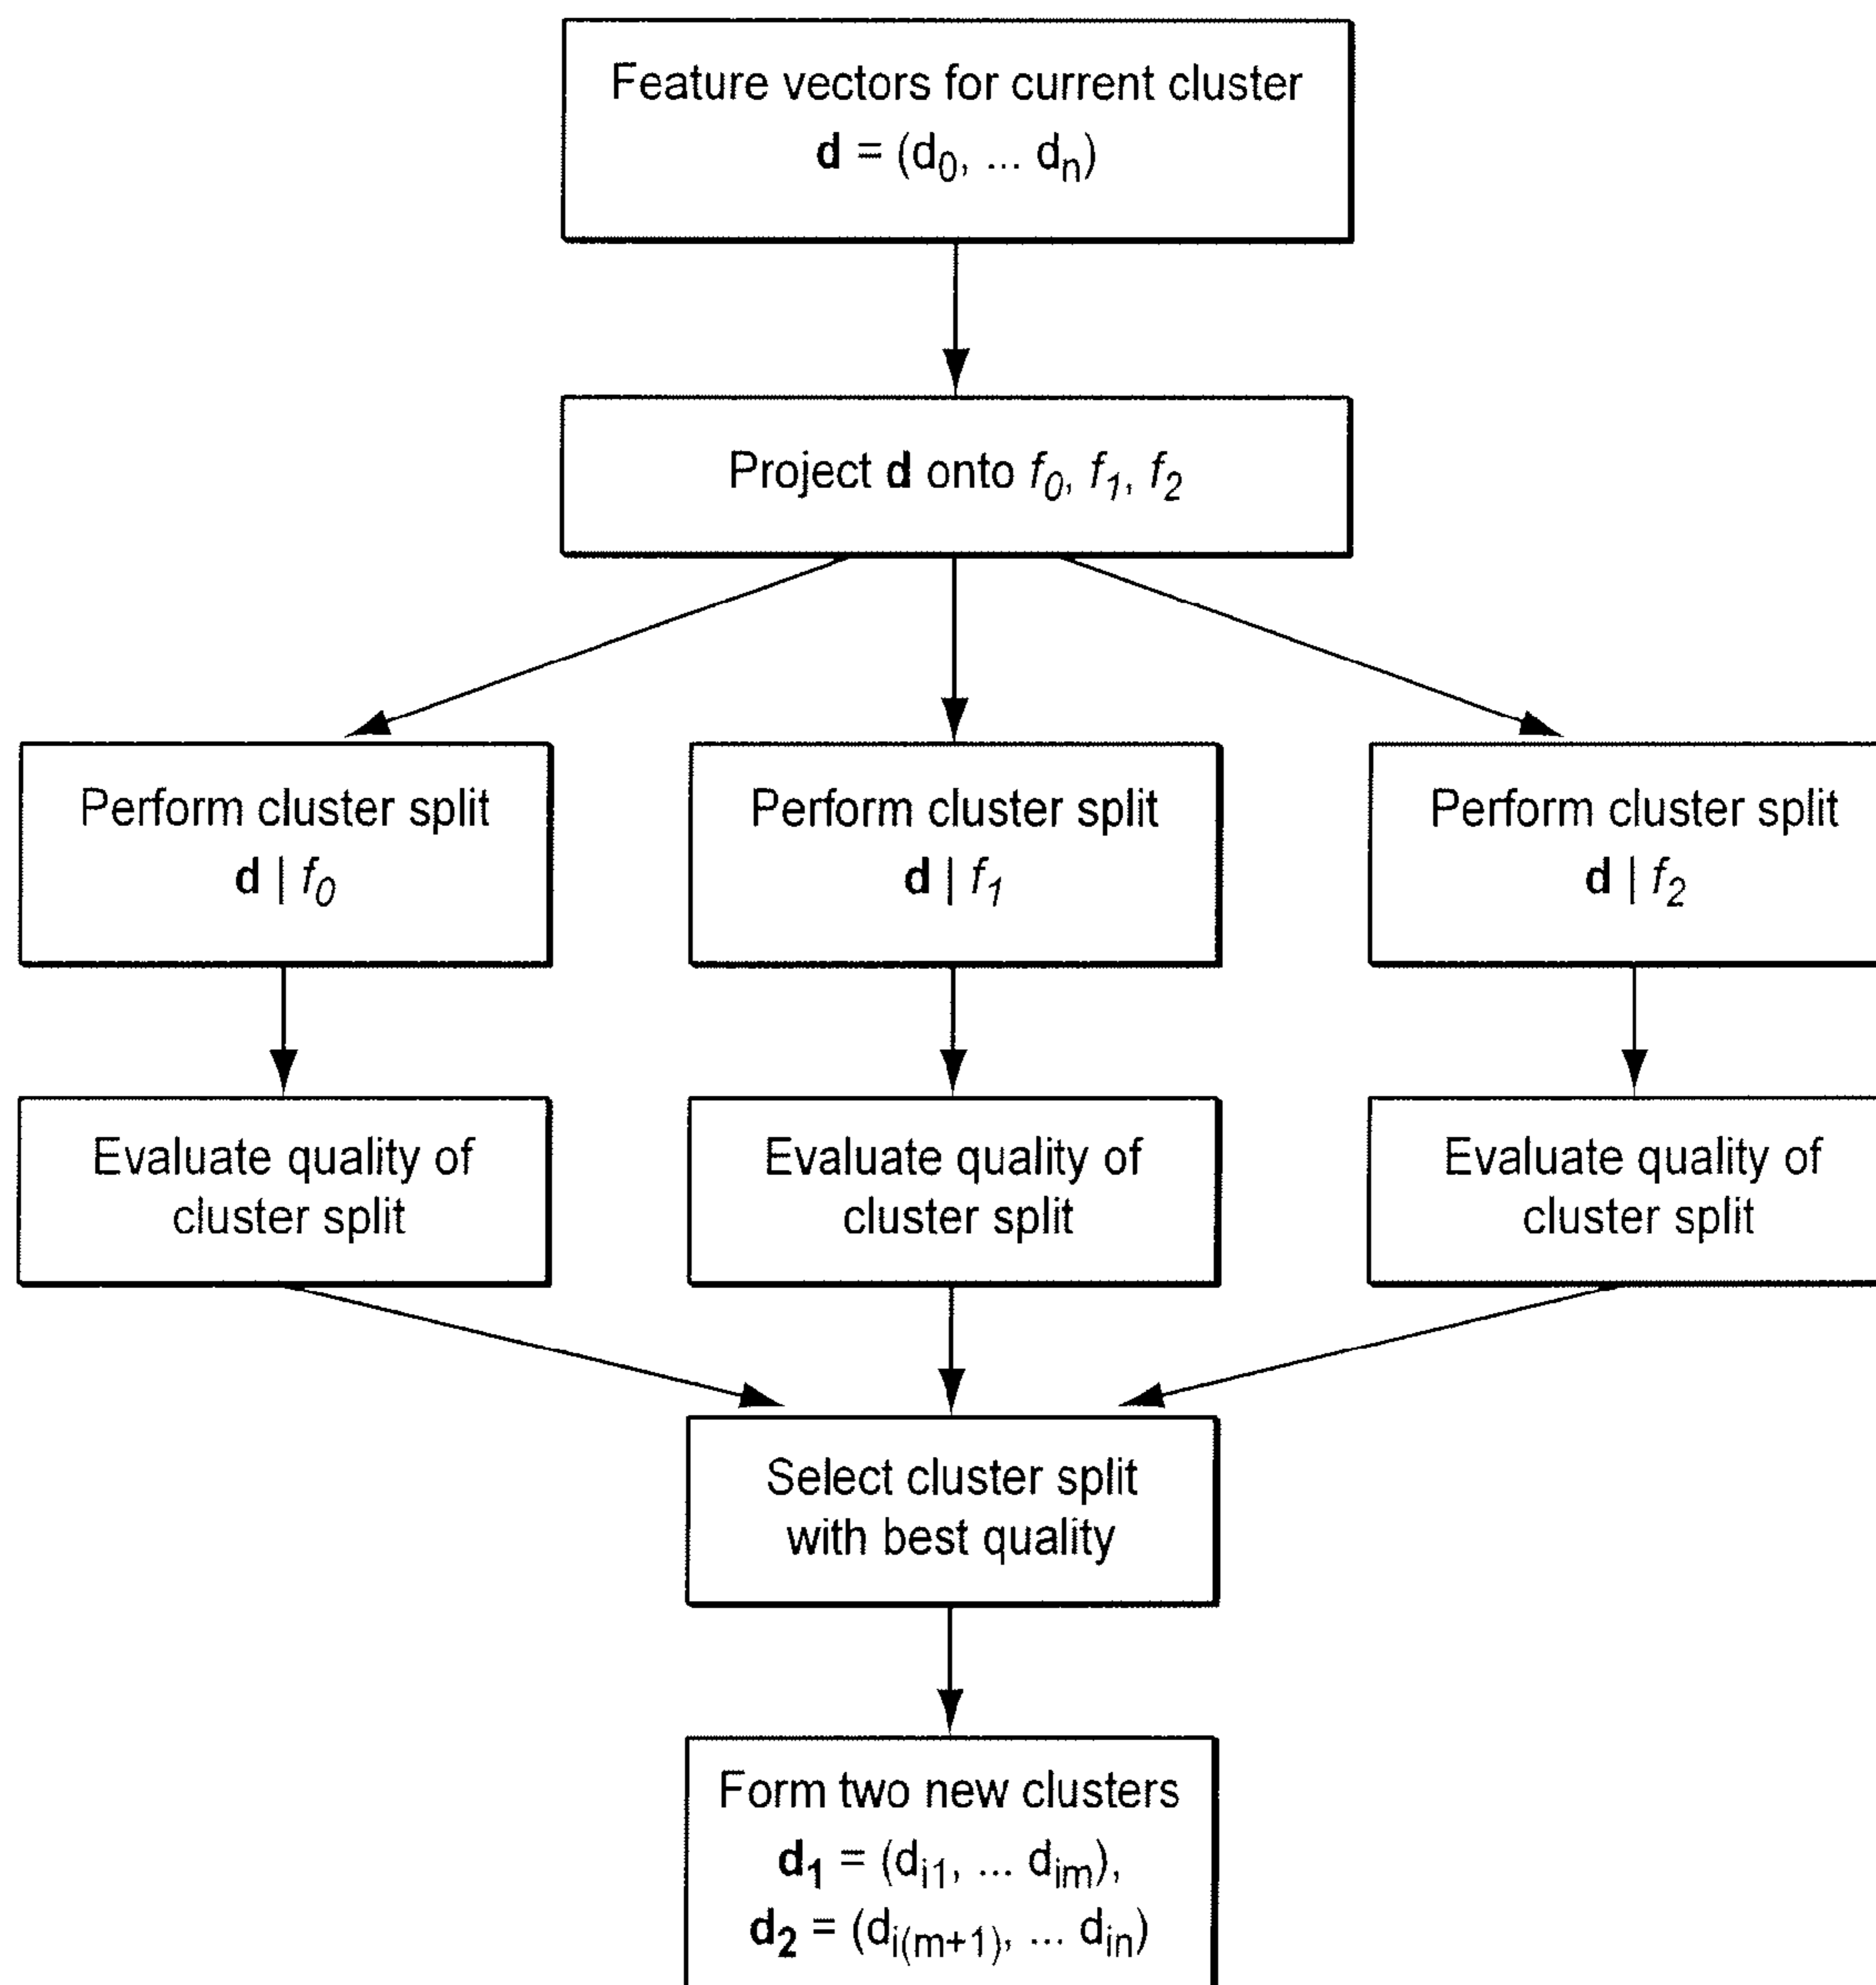 Feature vectors for current cluster
d = (d₀, ... dₙ)
Project d onto f₀, f₁, f₂
Perform cluster split
d | f₀
Perform cluster split
d | f₁
Perform cluster split
d | f₂
Evaluate quality of
cluster split
Evaluate quality of
cluster split
Evaluate quality of
cluster split
Select cluster split
with best quality
Form two new clusters
d₁ = (dᵢ₁, ... dᵢₘ),
d₂ = (dᵢ₍ₘ₊₁₎, ... dᵢₙ)